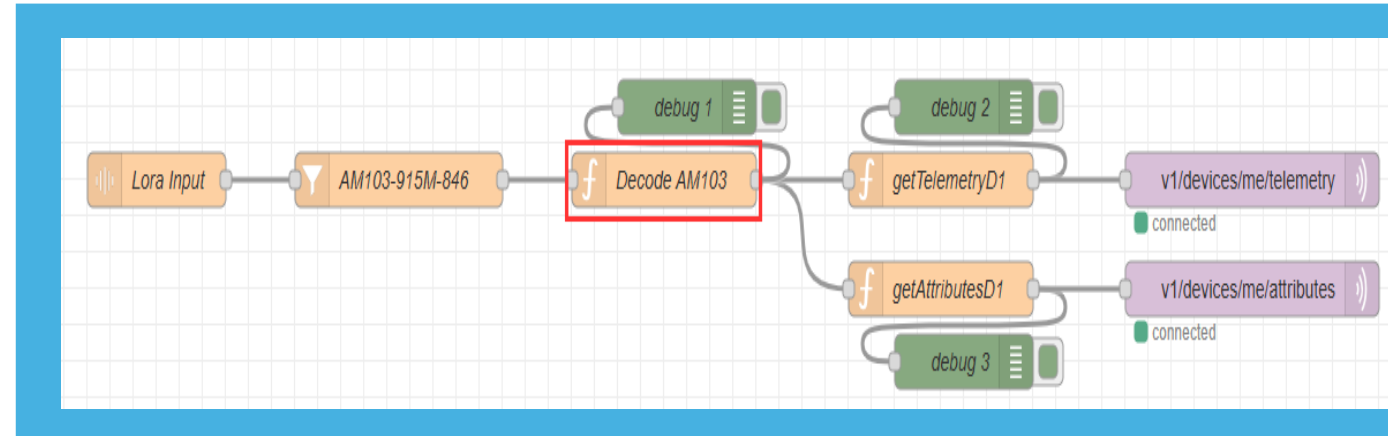 debug 1
debug 2
Lora Input
AM103-915M-846
Decode AM103
getTelemetryD1
v1/devices/me/telemetry
connected
getAttributesD1
v1/devices/me/attributes
connected
debug 3